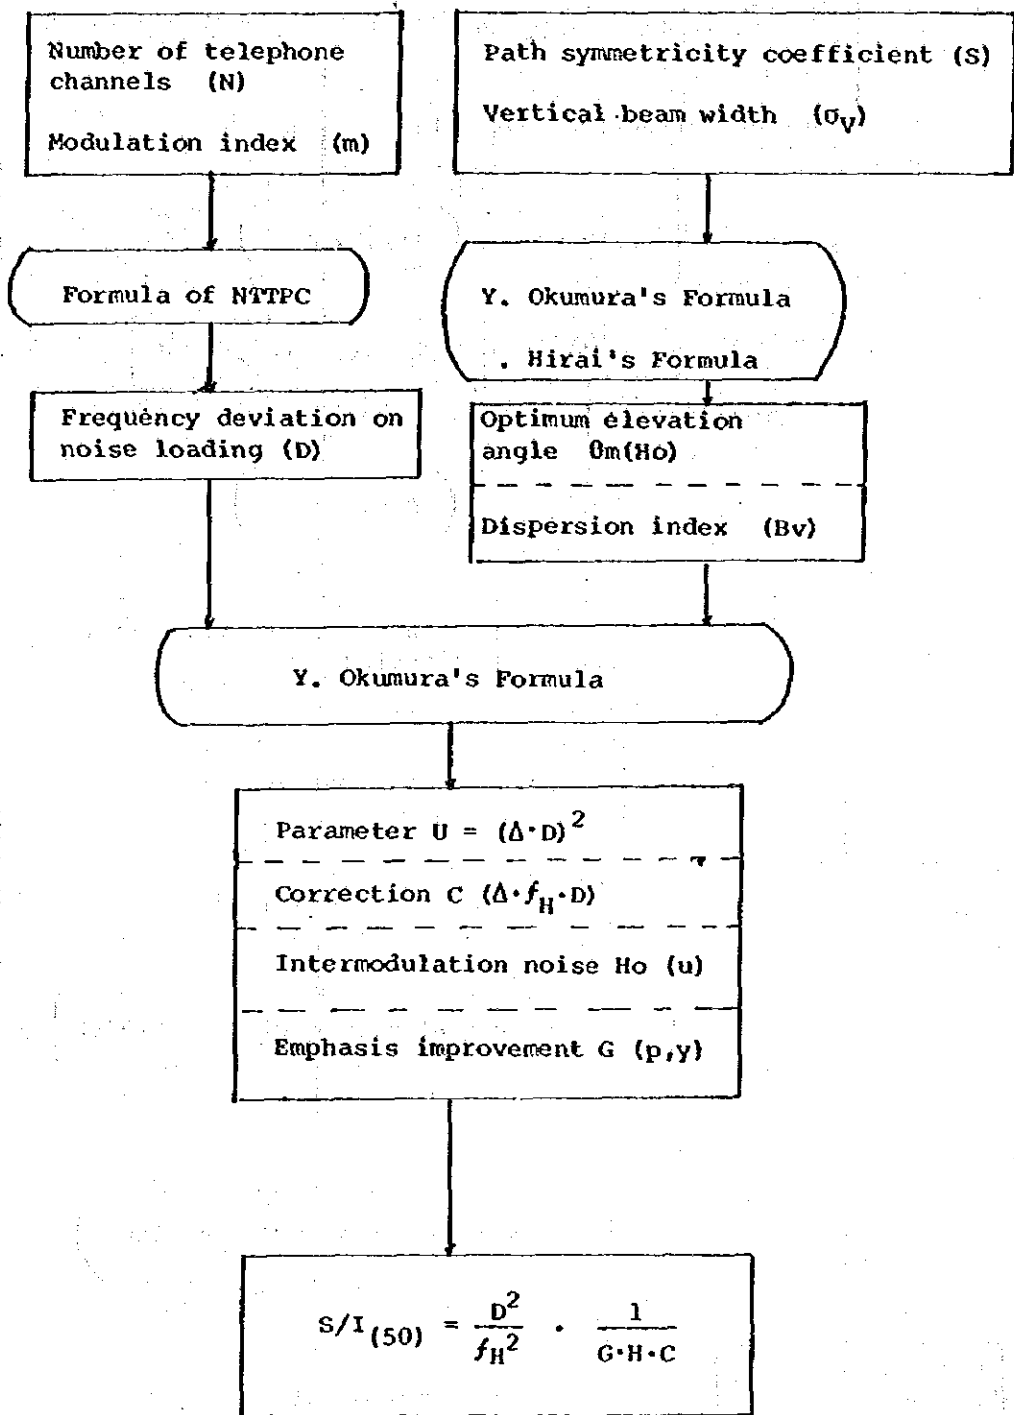 Number of telephone
channels (N)
Modulation index (m)
Path symmetricity coefficient (S)
Vertical beam width (σV)
Formula of NTTPC
Y. Okumura's Formula
. Hirai's Formula
Frequency deviation on
noise loading (D)
Optimum elevation
angle θm(Ho)
Dispersion index (Bv)
Y. Okumura's Formula
Parameter U = (Δ·D)²
Correction C (Δ·fH·D)
Intermodulation noise Ho (u)
Emphasis improvement G (p,y)
S/I(50) = D²/fH² · 1/G·H·C